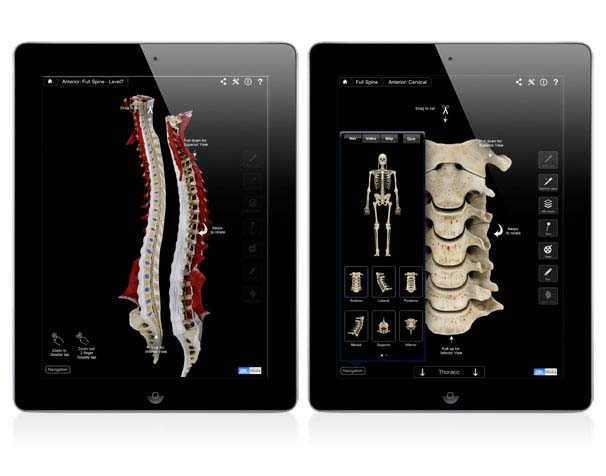 Anterior: Full Spine - Level7
?
Drag to cut
Pull down for
Superior View
Swipe
to rotate
Zoom in
Double tap
Zoom out
2 finger
Double tap
Pull up for
Inferior View
Navigation
Full Spine
Anterior: Cervical
?
Drag to cut
Pull down for
Superior View
Nav
Index
Map
Quiz
Swipe
to rotate
Anterior
Lateral
Posterior
Medial
Superior
Inferior
Pull up for
Inferior View
Navigation
Thoracic